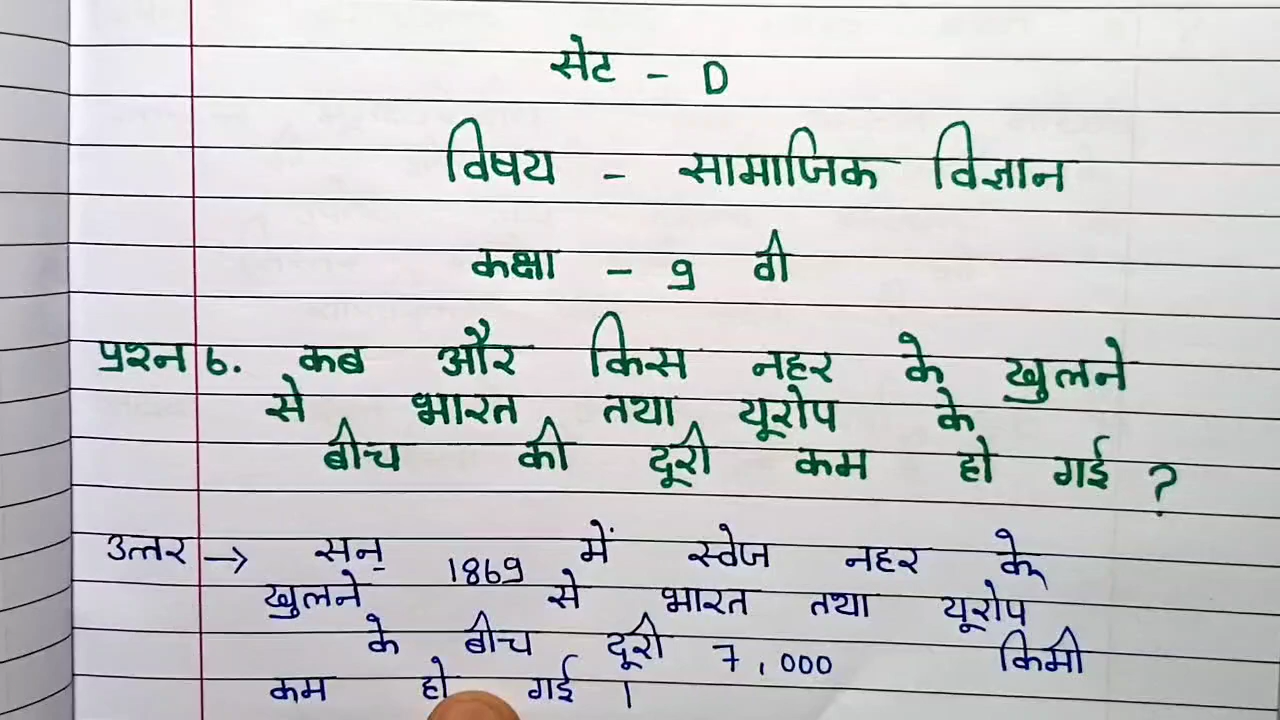 सेट - D
विषय - सामाजिक विज्ञान
कक्षा - 9 वी
प्रश्न 6. कब और किस नहर के खुलने
से भारत तथा यूरोप के
बीच की दूरी कम हो गई ?
उत्तर → सन् 1869 में स्वेज नहर के
खुलने से भारत तथा यूरोप
के बीच दूरी 7,000 किमी
कम हो गई ।